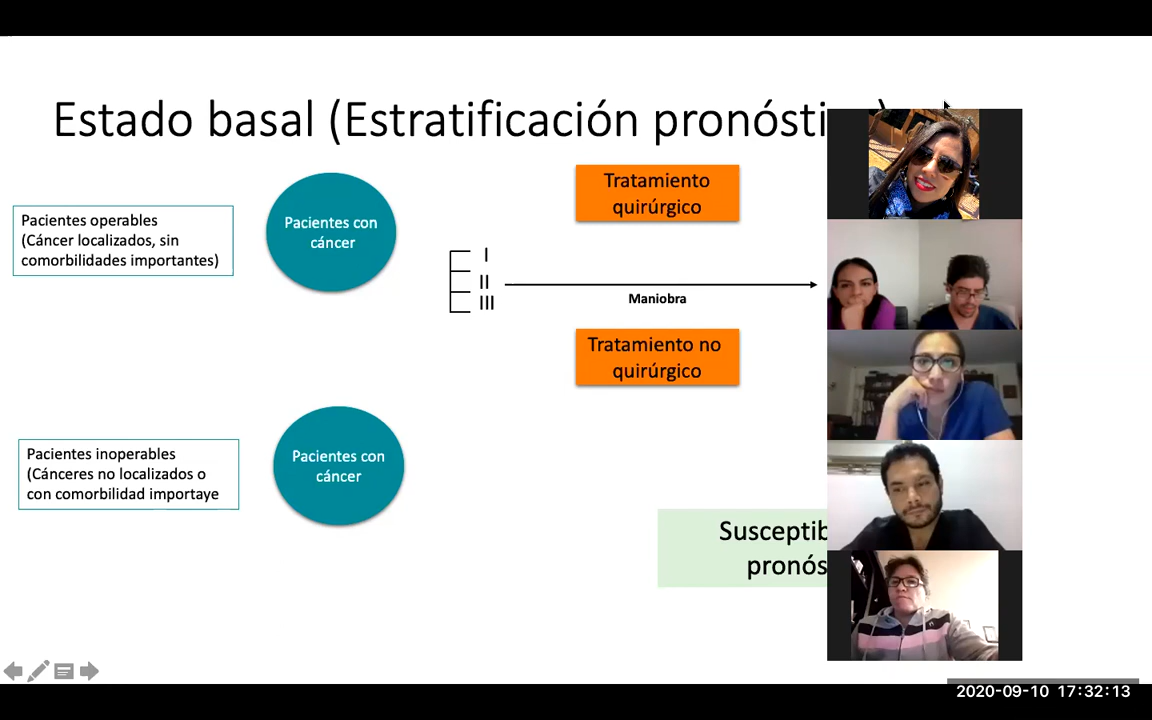 Estado basal (Estratificación pronósti
Tratamiento
quirúrgico
Pacientes operables
(Cáncer localizados, sin
comorbilidades importantes)
Pacientes con
cáncer
I
II
III
Maniobra
Tratamiento no
quirúrgico
Pacientes inoperables
(Cánceres no localizados o
con comorbilidad importaye
Pacientes con
cáncer
Susceptib
pronós
2020-09-10 17:32:13